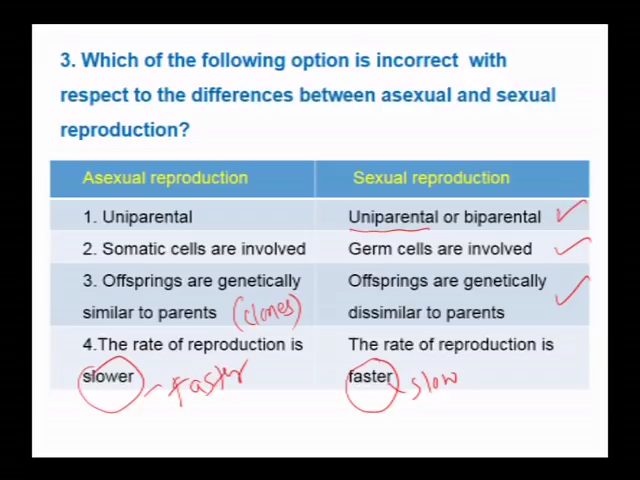 3. Which of the following option is incorrect with
respect to the differences between asexual and sexual
reproduction?
Asexual reproduction Sexual reproduction
1. Uniparental Uniparental or biparental
2. Somatic cells are involved Germ cells are involved
3. Offsprings are genetically Offsprings are genetically
similar to parents (clones) dissimilar to parents
4.The rate of reproduction is The rate of reproduction is
slower – faster faster slow